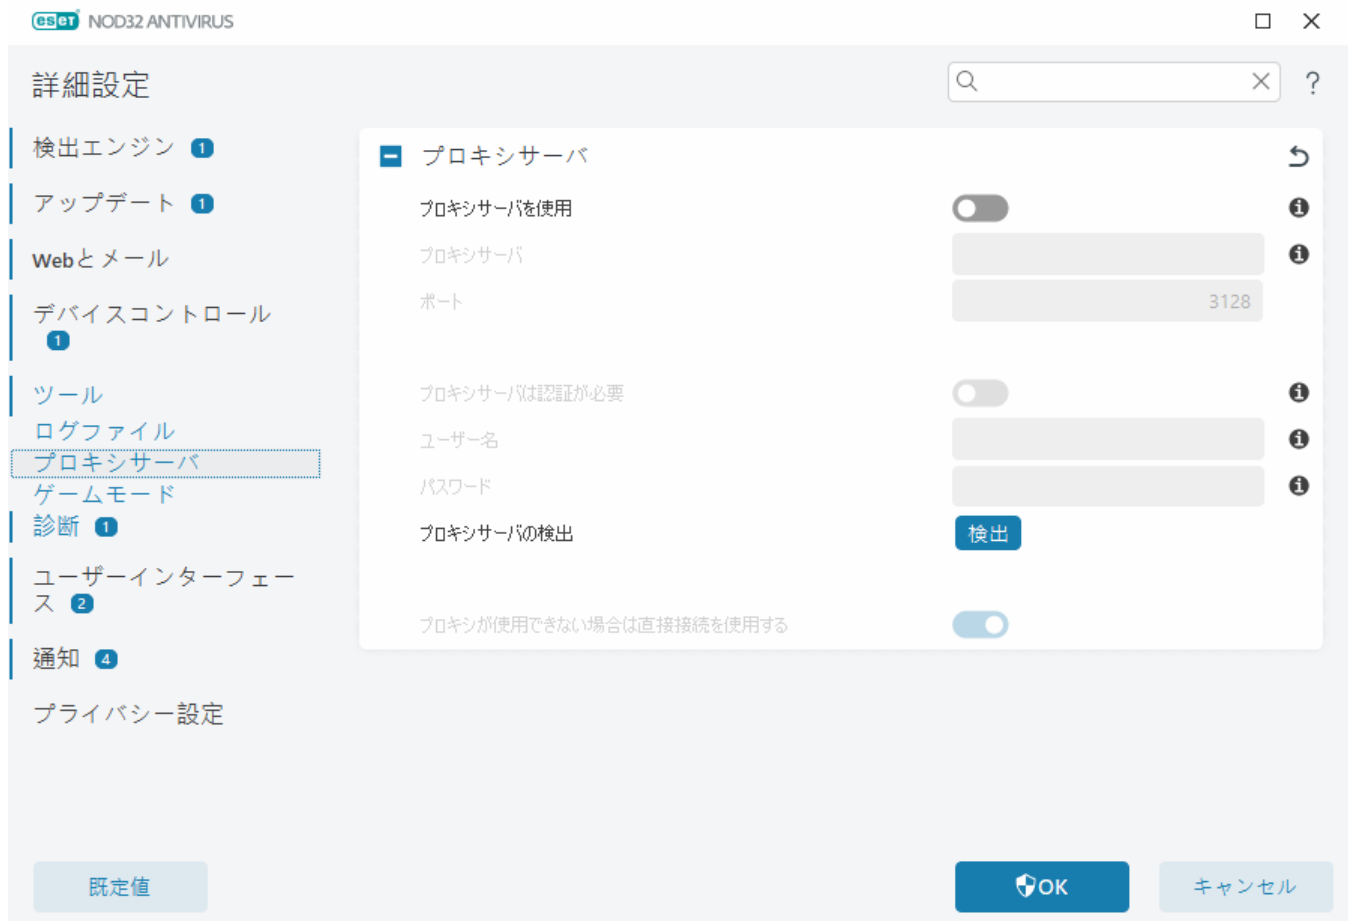 eset NOD32 ANTIVIRUS
詳細設定
?
検出エンジン 1
アップデート 1
Webとメール
デバイスコントロール
1
ツール
ログファイル
プロキシサーバ
ゲームモード
診断 1
ユーザーインターフェー
ス 2
通知 4
プライバシー設定
プロキシサーバ
プロキシサーバを使用
プロキシサーバ
ポート 3128
プロキシサーバは認証が必要
ユーザー名
パスワード
プロキシサーバの検出 検出
プロキシが使用できない場合は直接接続を使用する
既定値 OK キャンセル